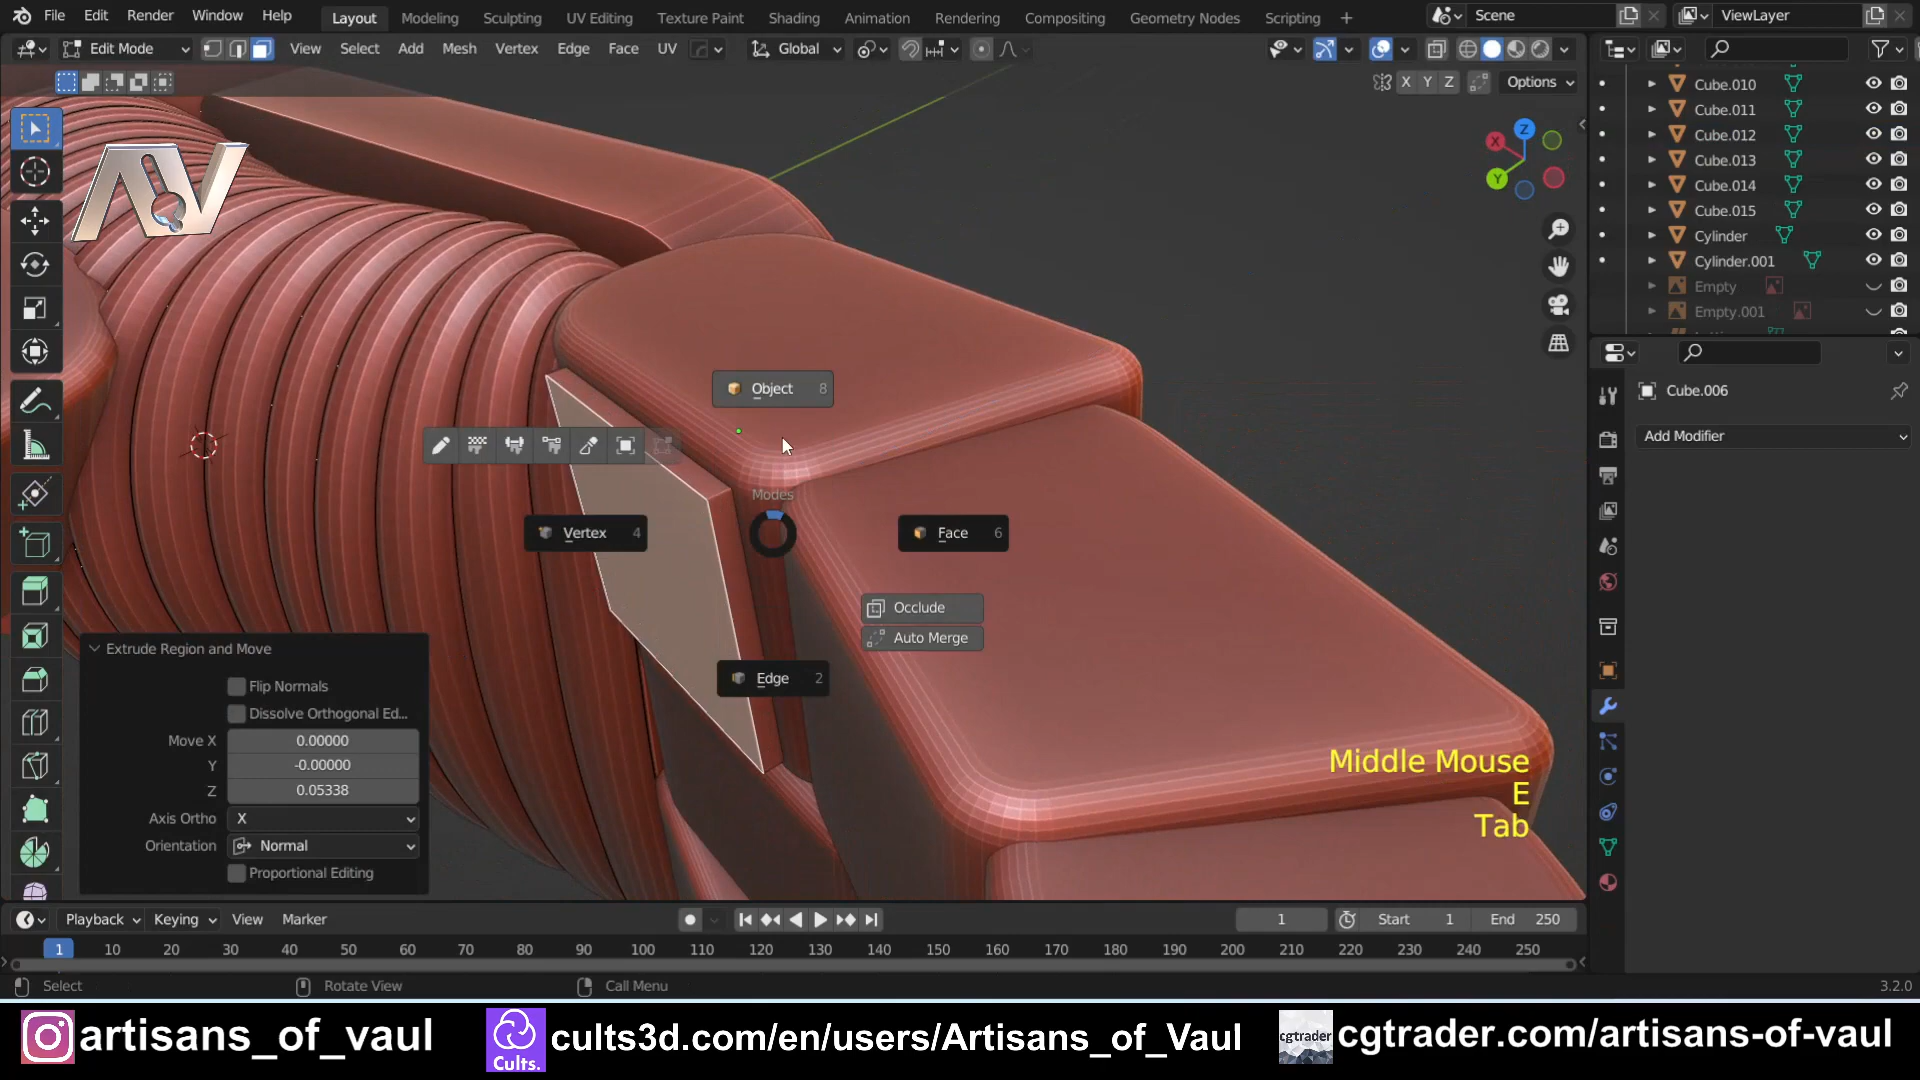 File Edit Render Window Help Layout Modeling Sculpting UV Editing Texture Paint Shading Animation Rendering Compositing Geometry Nodes Scripting + Scene ViewLayer
Edit Mode View Select Add Mesh Vertex Edge Face UV Global
X Y Z Options
Cube.010
Cube.011
Cube.012
Cube.013
Cube.014
Cube.015
Cylinder
Cylinder.001
Empty
Empty.001
X Z Y
AV
Cube.006
Add Modifier
Object 8
Modes
Vertex 4
Face 6
Occlude
Auto Merge
Edge 2
Extrude Region and Move
Flip Normals
Dissolve Orthogonal Ed...
Move X 0.00000
Y -0.00000
Z 0.05338
Axis Ortho X
Orientation Normal
Proportional Editing
Middle Mouse
E
Tab
Playback Keying View Marker 1 Start 1 End 250
1 10 20 30 40 50 60 70 80 90 100 110 120 130 140 150 160 170 180 190 200 210 220 230 240 250
Select Rotate View Call Menu 3.2.0
artisans_of_vaul Cults. cults3d.com/en/users/Artisans_of_Vaul cgtrader cgtrader.com/artisans-of-vaul